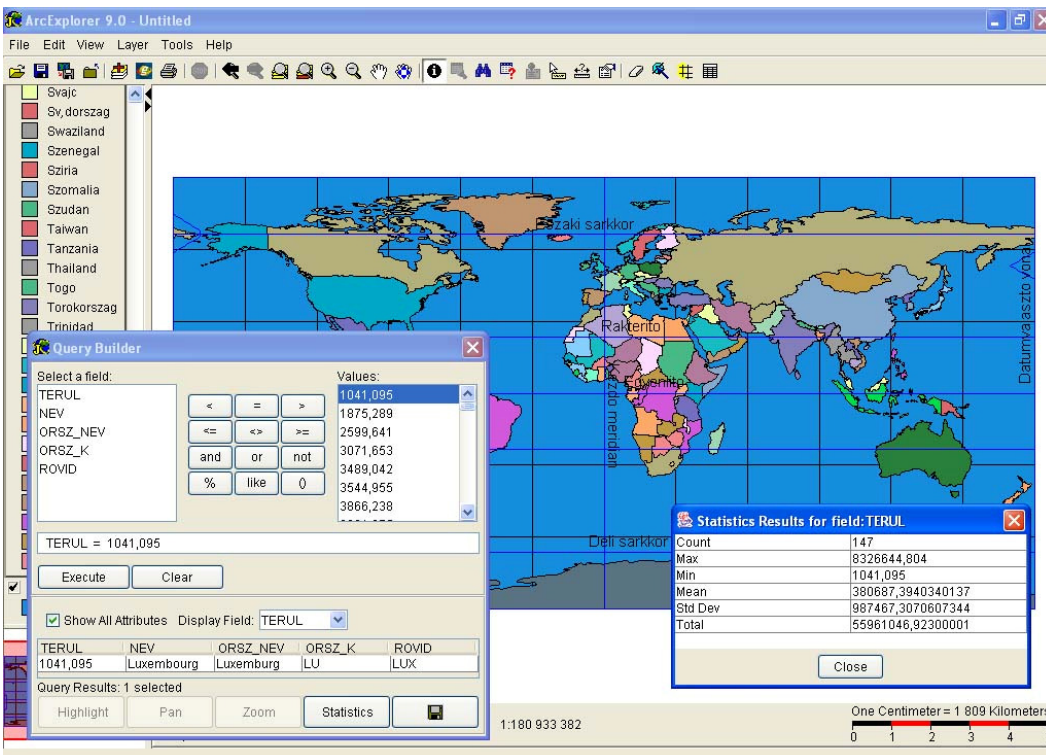 ArcExplorer 9.0 - Untitled
File Edit View Layer Tools Help
Svajc
Sv,dorszag
Swaziland
Szenegal
Sziria
Szomalia
Szudan
Taiwan
Tanzania
Thailand
Togo
Torokorszag
Trinidad
Eszaki sarkkor
Rakterito
Egyenlito
Kezdo meridian
Datumvalaszto vonal
Deli sarkkor
Query Builder
Select a field:
TERUL
NEV
ORSZ_NEV
ORSZ_K
ROVID
< = >
<= <> >=
and or not
% like ()
Values:
1041,095
1875,289
2599,641
3071,653
3489,042
3544,955
3866,238
TERUL = 1041,095
Execute Clear
Show All Attributes Display Field: TERUL
TERUL NEV ORSZ_NEV ORSZ_K ROVID
1041,095 Luxembourg Luxemburg LU LUX
Query Results: 1 selected
Highlight Pan Zoom Statistics
Statistics Results for field:TERUL
Count 147
Max 8326644,804
Min 1041,095
Mean 380687,3940340137
Std Dev 987467,3070607344
Total 55961046,92300001
Close
1:180 933 382
One Centimeter = 1 809 Kilometers
0 1 2 3 4